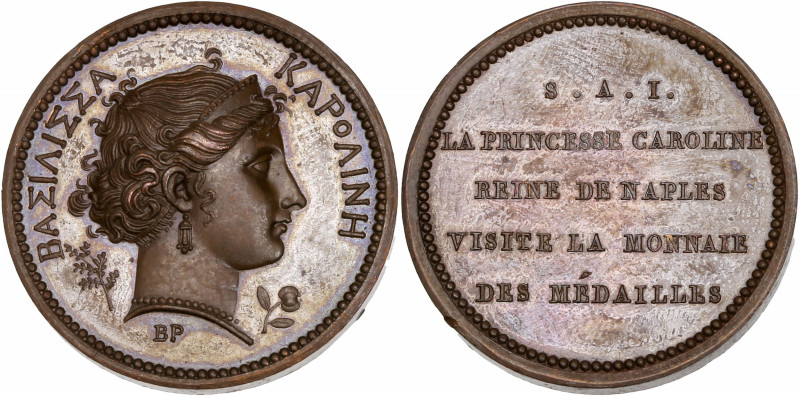 ΒΑΣΙΛΙΣΣΑ
ΚΑΡΟΛΙΝΗ
BP
S.A.I.
LA PRINCESSE CAROLINE
REINE DE NAPLES
VISITE LA MONNAIE
DES MÉDAILLES